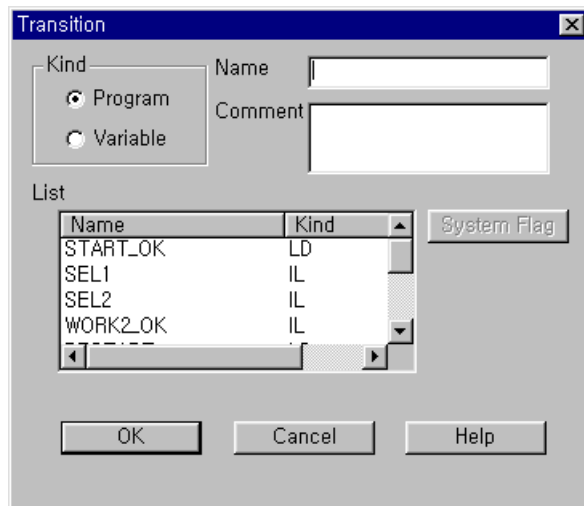 Transition
Kind
Program
Variable
Name
Comment
List
Name Kind
START_OK LD
SEL1 IL
SEL2 IL
WORK2_OK IL
System Flag
OK Cancel Help